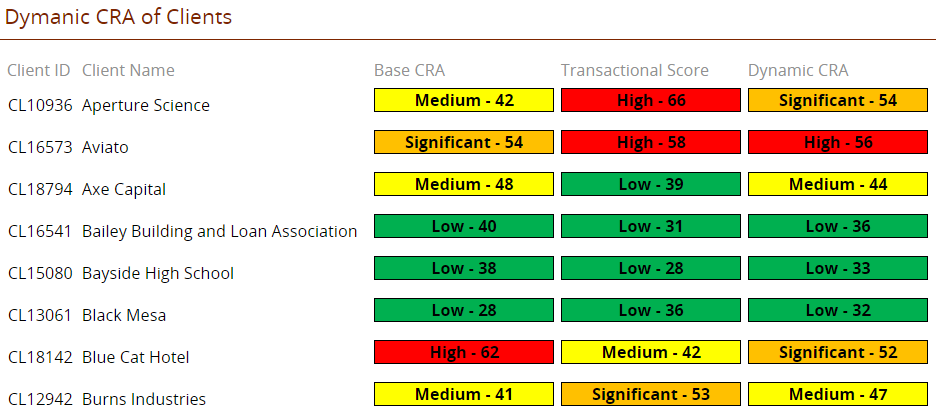 Dymanic CRA of Clients
Client ID Client Name Base CRA Transactional Score Dynamic CRA
CL10936 Aperture Science Medium - 42 High - 66 Significant - 54
CL16573 Aviato Significant - 54 High - 58 High - 56
CL18794 Axe Capital Medium - 48 Low - 39 Medium - 44
CL16541 Bailey Building and Loan Association Low - 40 Low - 31 Low - 36
CL15080 Bayside High School Low - 38 Low - 28 Low - 33
CL13061 Black Mesa Low - 28 Low - 36 Low - 32
CL18142 Blue Cat Hotel High - 62 Medium - 42 Significant - 52
CL12942 Burns Industries Medium - 41 Significant - 53 Medium - 47